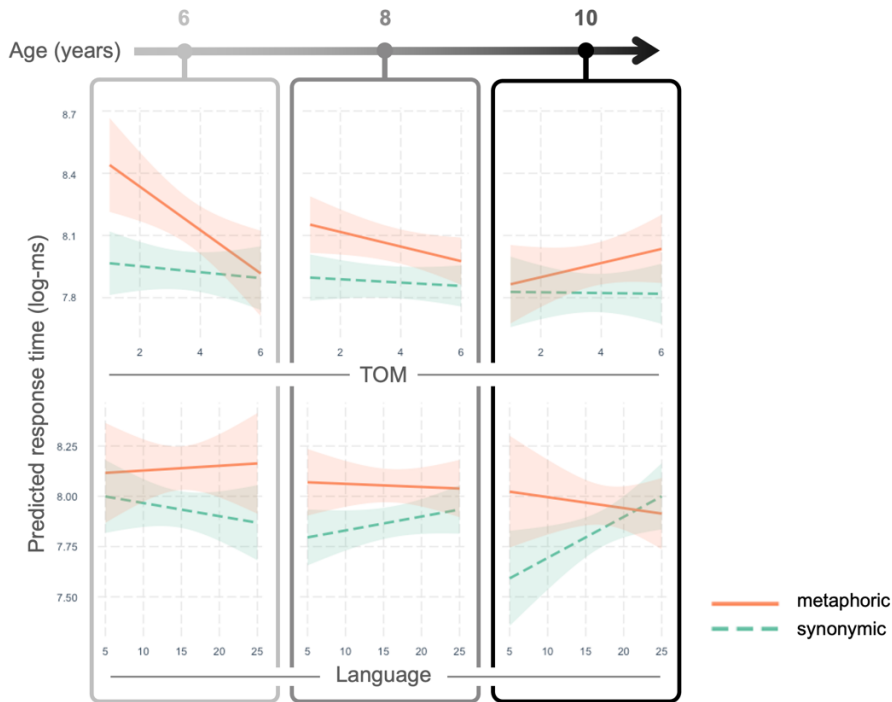 6 8 10
Age (years)
8.7
8.4
8.1
7.8
Predicted response time (log-ms)
2 4 6 2 4 6 2 4 6
TOM
8.25
8.00
7.75
7.50
5 10 15 20 25 5 10 15 20 25 5 10 15 20 25
Language
metaphoric
synonymic